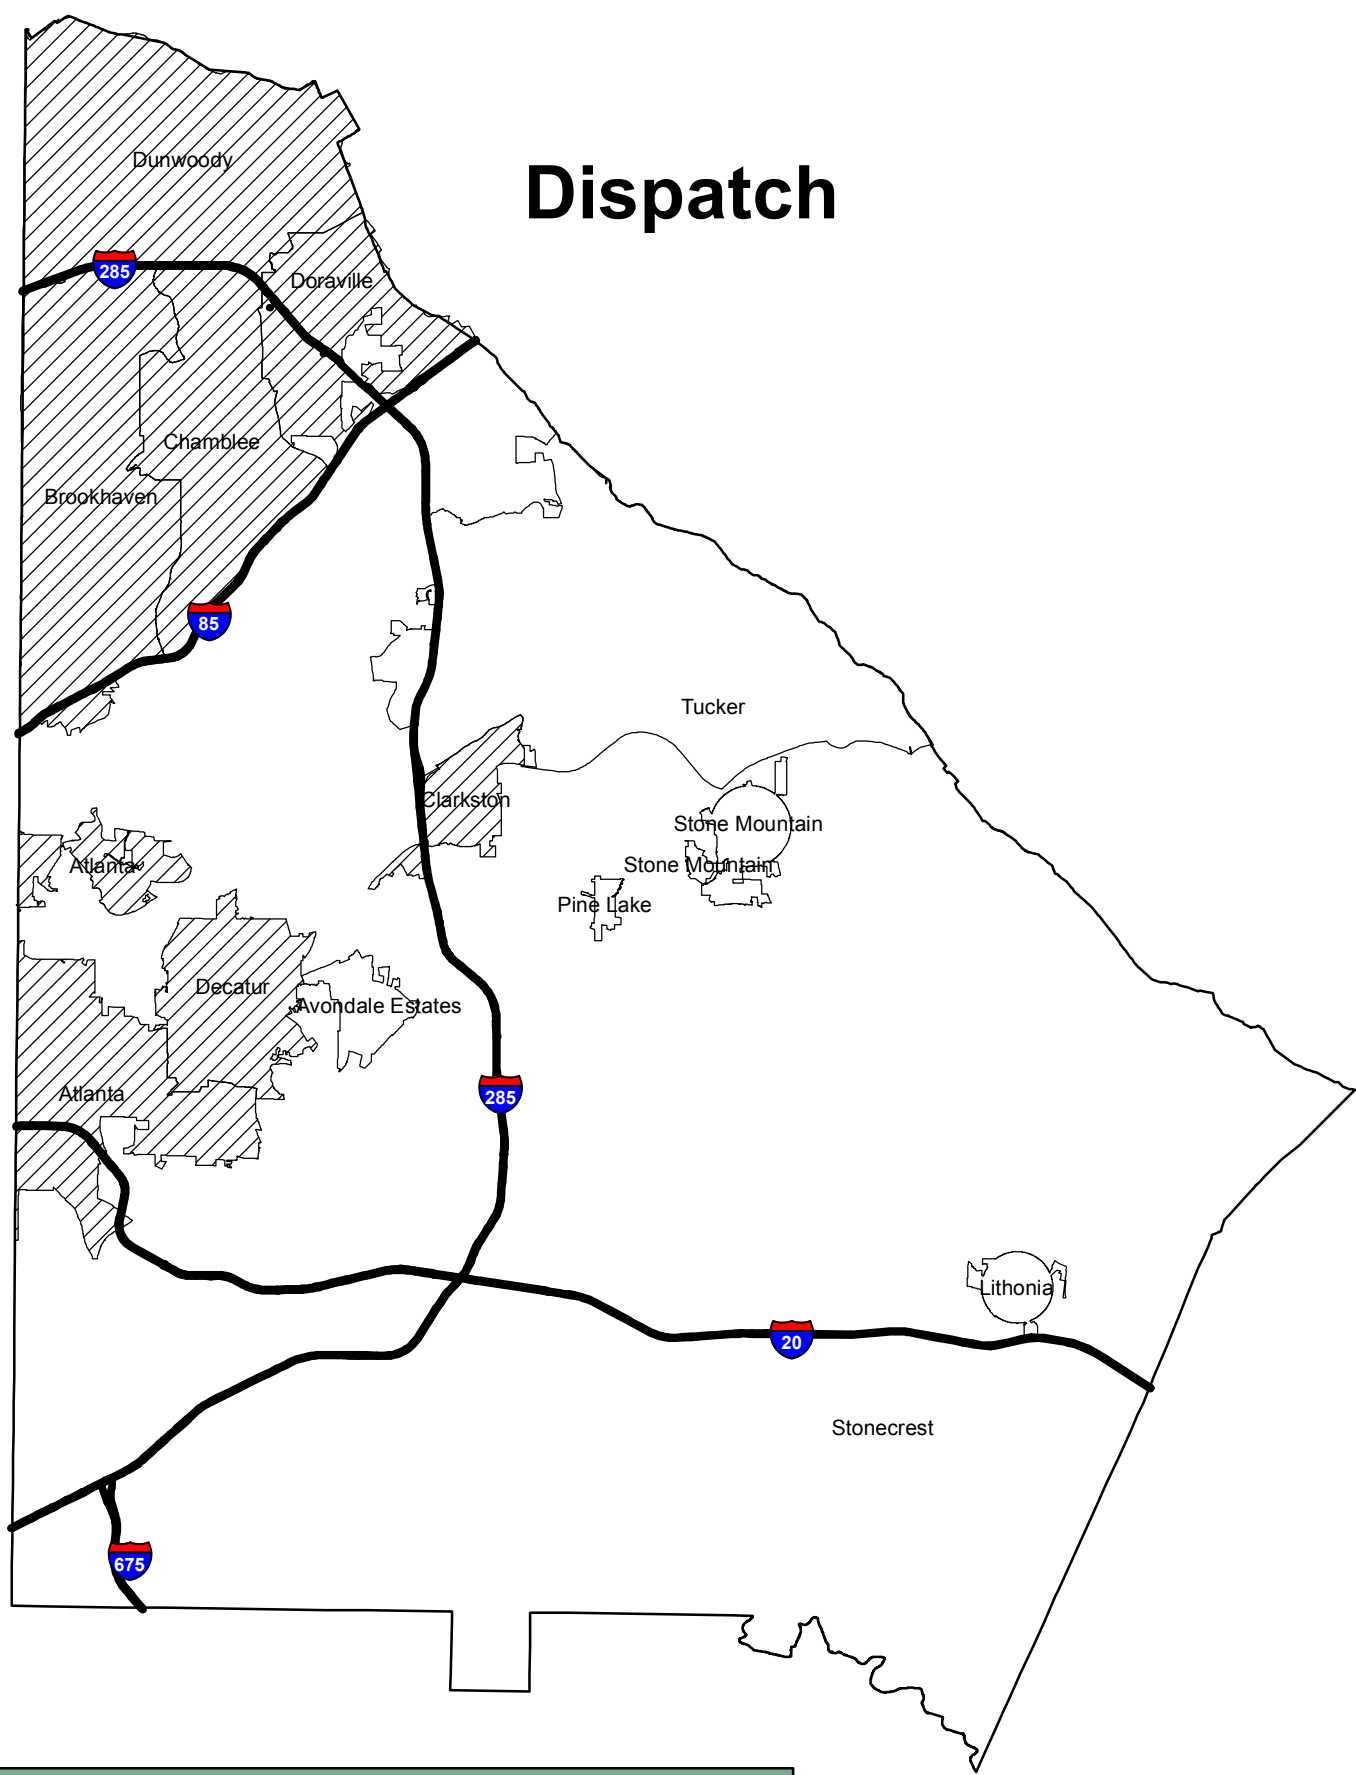 Dunwoody
Dispatch
285
Doraville
Chamblee
Brookhaven
85
Tucker
Clarkston
Stone Mountain
Atlanta
Stone Mountain
Pine Lake
Decatur
Avondale Estates
Atlanta
285
Lithonia
20
Stonecrest
675